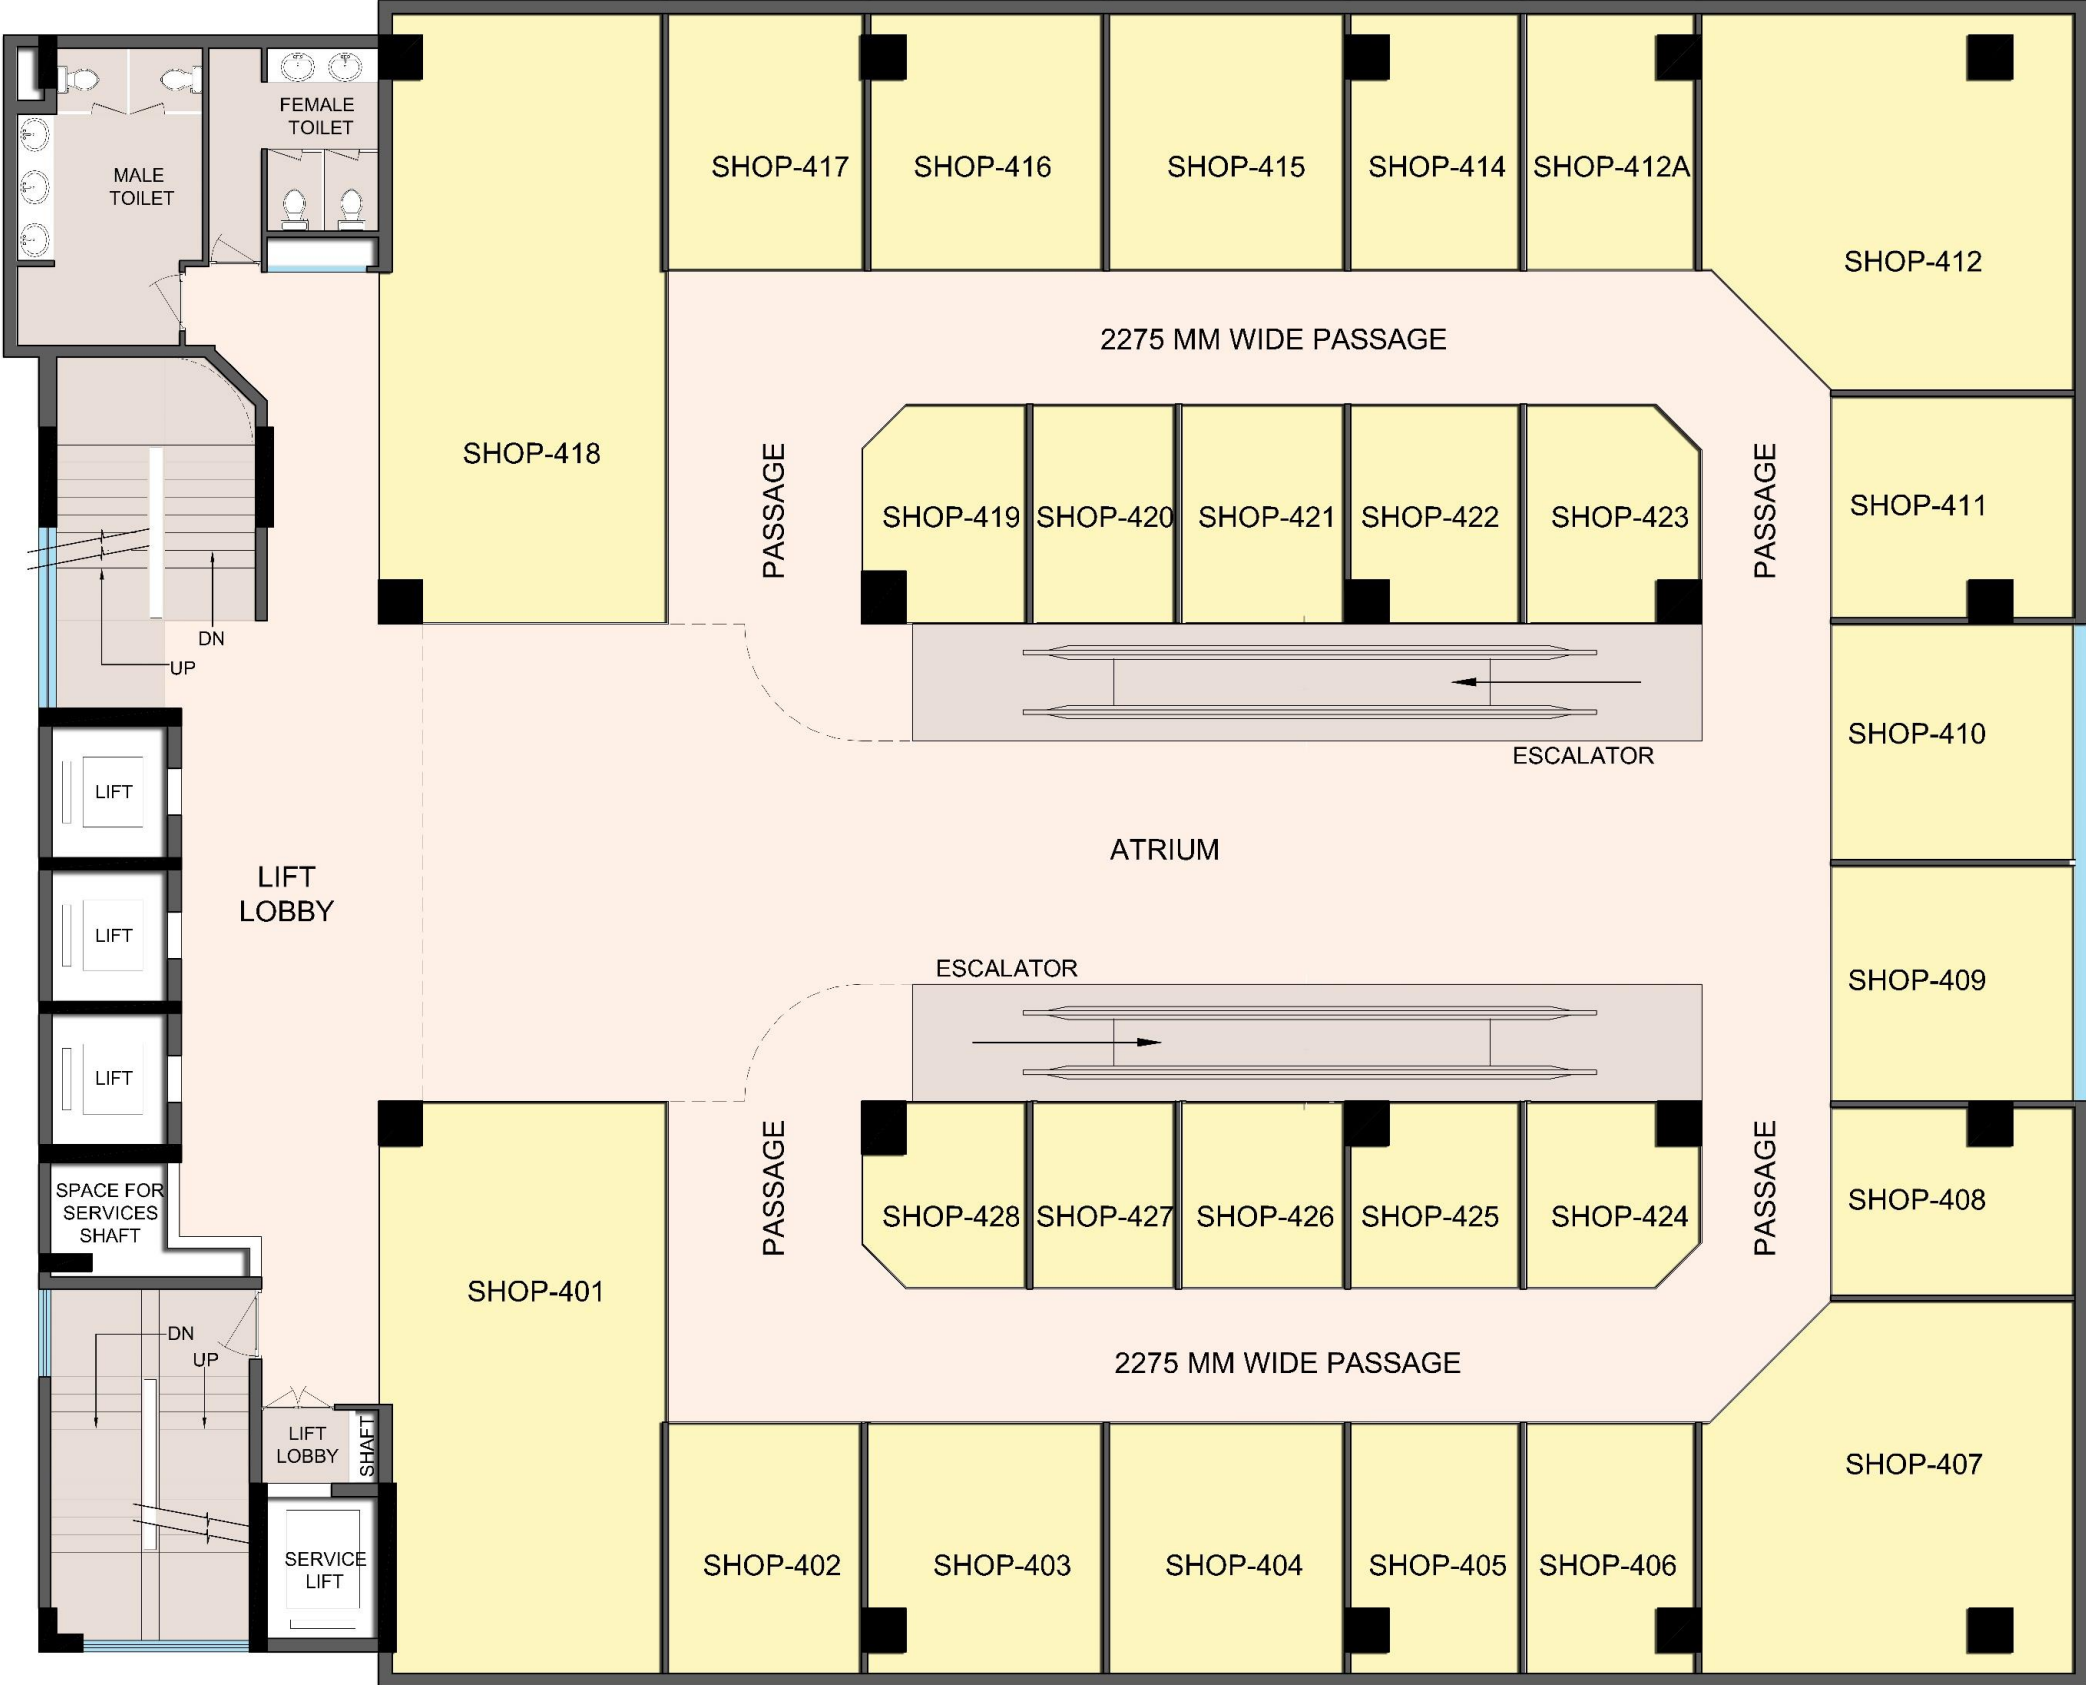 FEMALE
TOILET
MALE
TOILET
SHOP-417
SHOP-416
SHOP-415
SHOP-414
SHOP-412A
SHOP-412
2275 MM WIDE PASSAGE
SHOP-418
PASSAGE
SHOP-419
SHOP-420
SHOP-421
SHOP-422
SHOP-423
PASSAGE
SHOP-411
DN
UP
SHOP-410
ESCALATOR
LIFT
ATRIUM
LIFT
LOBBY
LIFT
ESCALATOR
SHOP-409
LIFT
SPACE FOR
SERVICES
SHAFT
PASSAGE
SHOP-428
SHOP-427
SHOP-426
SHOP-425
SHOP-424
PASSAGE
SHOP-408
SHOP-401
DN
UP
2275 MM WIDE PASSAGE
LIFT
LOBBY
SHAFT
SHOP-407
SERVICE
LIFT
SHOP-402
SHOP-403
SHOP-404
SHOP-405
SHOP-406